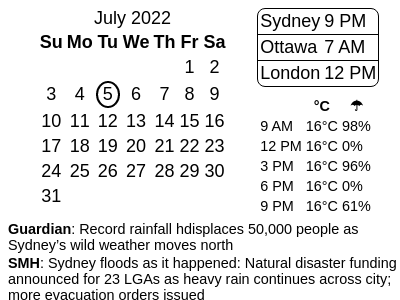 July 2022
Su Mo Tu We Th Fr Sa
1 2
3 4 5 6 7 8 9
10 11 12 13 14 15 16
17 18 19 20 21 22 23
24 25 26 27 28 29 30
31
Sydney 9 PM
Ottawa 7 AM
London 12 PM
°C ☂
9 AM 16°C 98%
12 PM 16°C 0%
3 PM 16°C 96%
6 PM 16°C 0%
9 PM 16°C 61%
Guardian: Record rainfall hdisplaces 50,000 people as
Sydney’s wild weather moves north
SMH: Sydney floods as it happened: Natural disaster funding
announced for 23 LGAs as heavy rain continues across city;
more evacuation orders issued